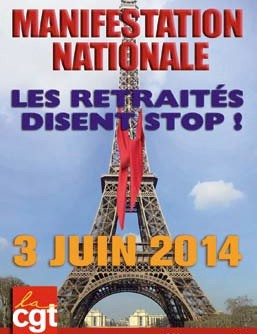 MANIFESTATION
NATIONALE
LES RETRAITÉS
DISENT STOP !
3 JUIN 2014
la
cgt